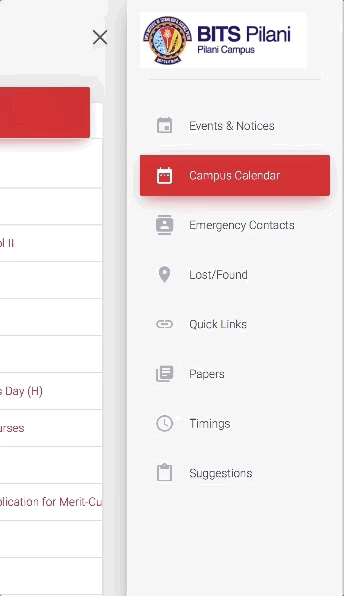 BITS Pilani
Pilani Campus
Events & Notices
Campus Calendar
Emergency Contacts
Lost/Found
Quick Links
Papers
Timings
Suggestions
ol II
s Day (H)
urses
plication for Merit-Cu